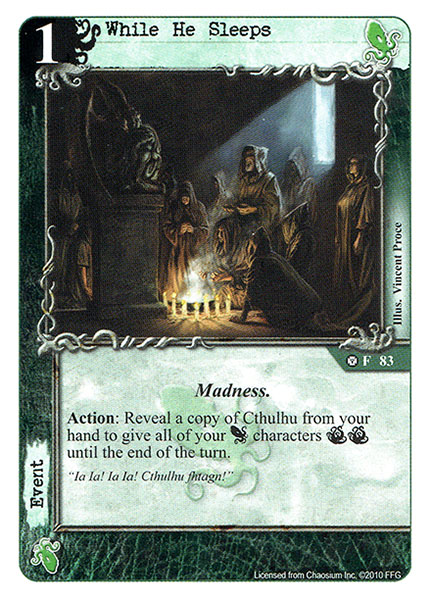 1
While He Sleeps
Illus. Vincent Proce
F 83
Madness.
Action: Reveal a copy of Cthulhu from your
hand to give all of your characters
until the end of the turn.
"Ia Ia! Ia Ia! Cthulhu fhtagn!"
Event
Licensed from Chaosium Inc. ©2010 FFG